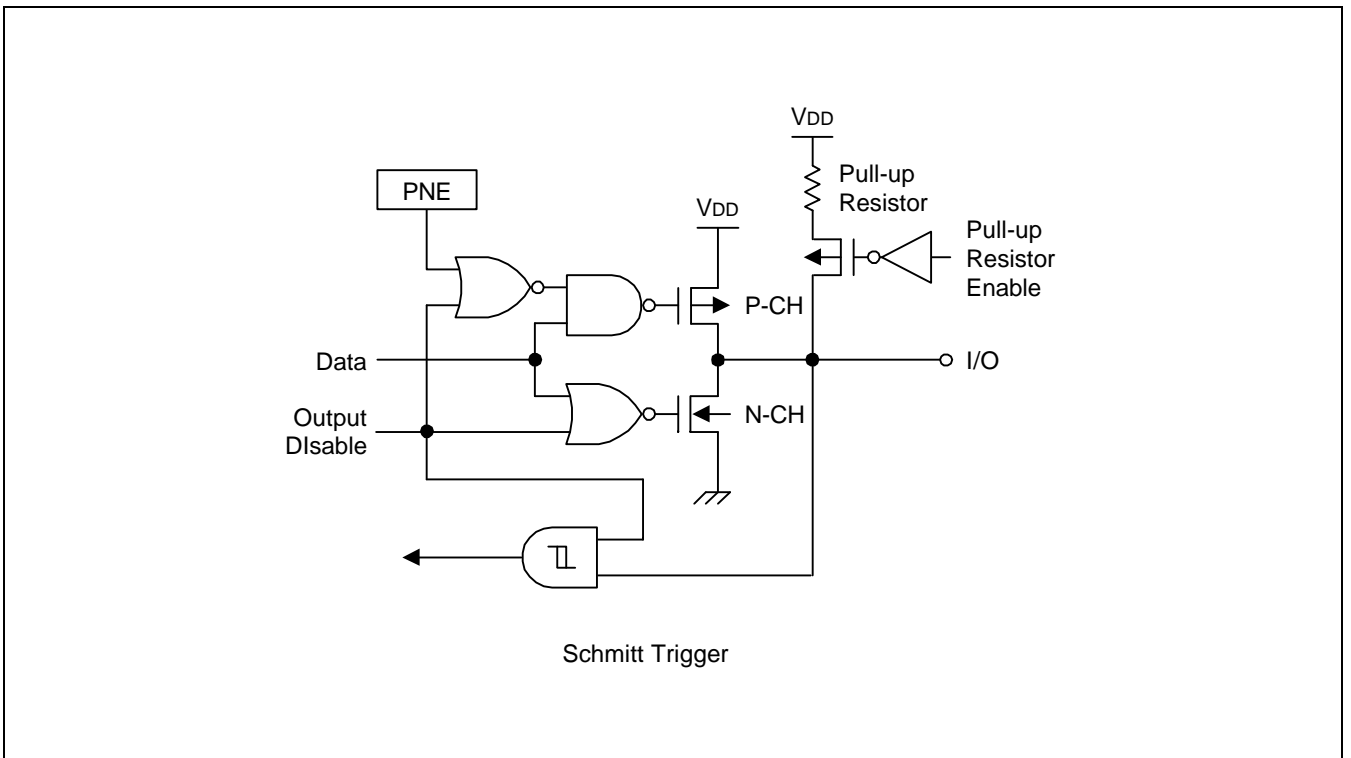 VDD
Pull-up
Resistor
PNE
VDD
Pull-up
Resistor
Enable
P-CH
Data
I/O
N-CH
Output
DIsable
Schmitt Trigger